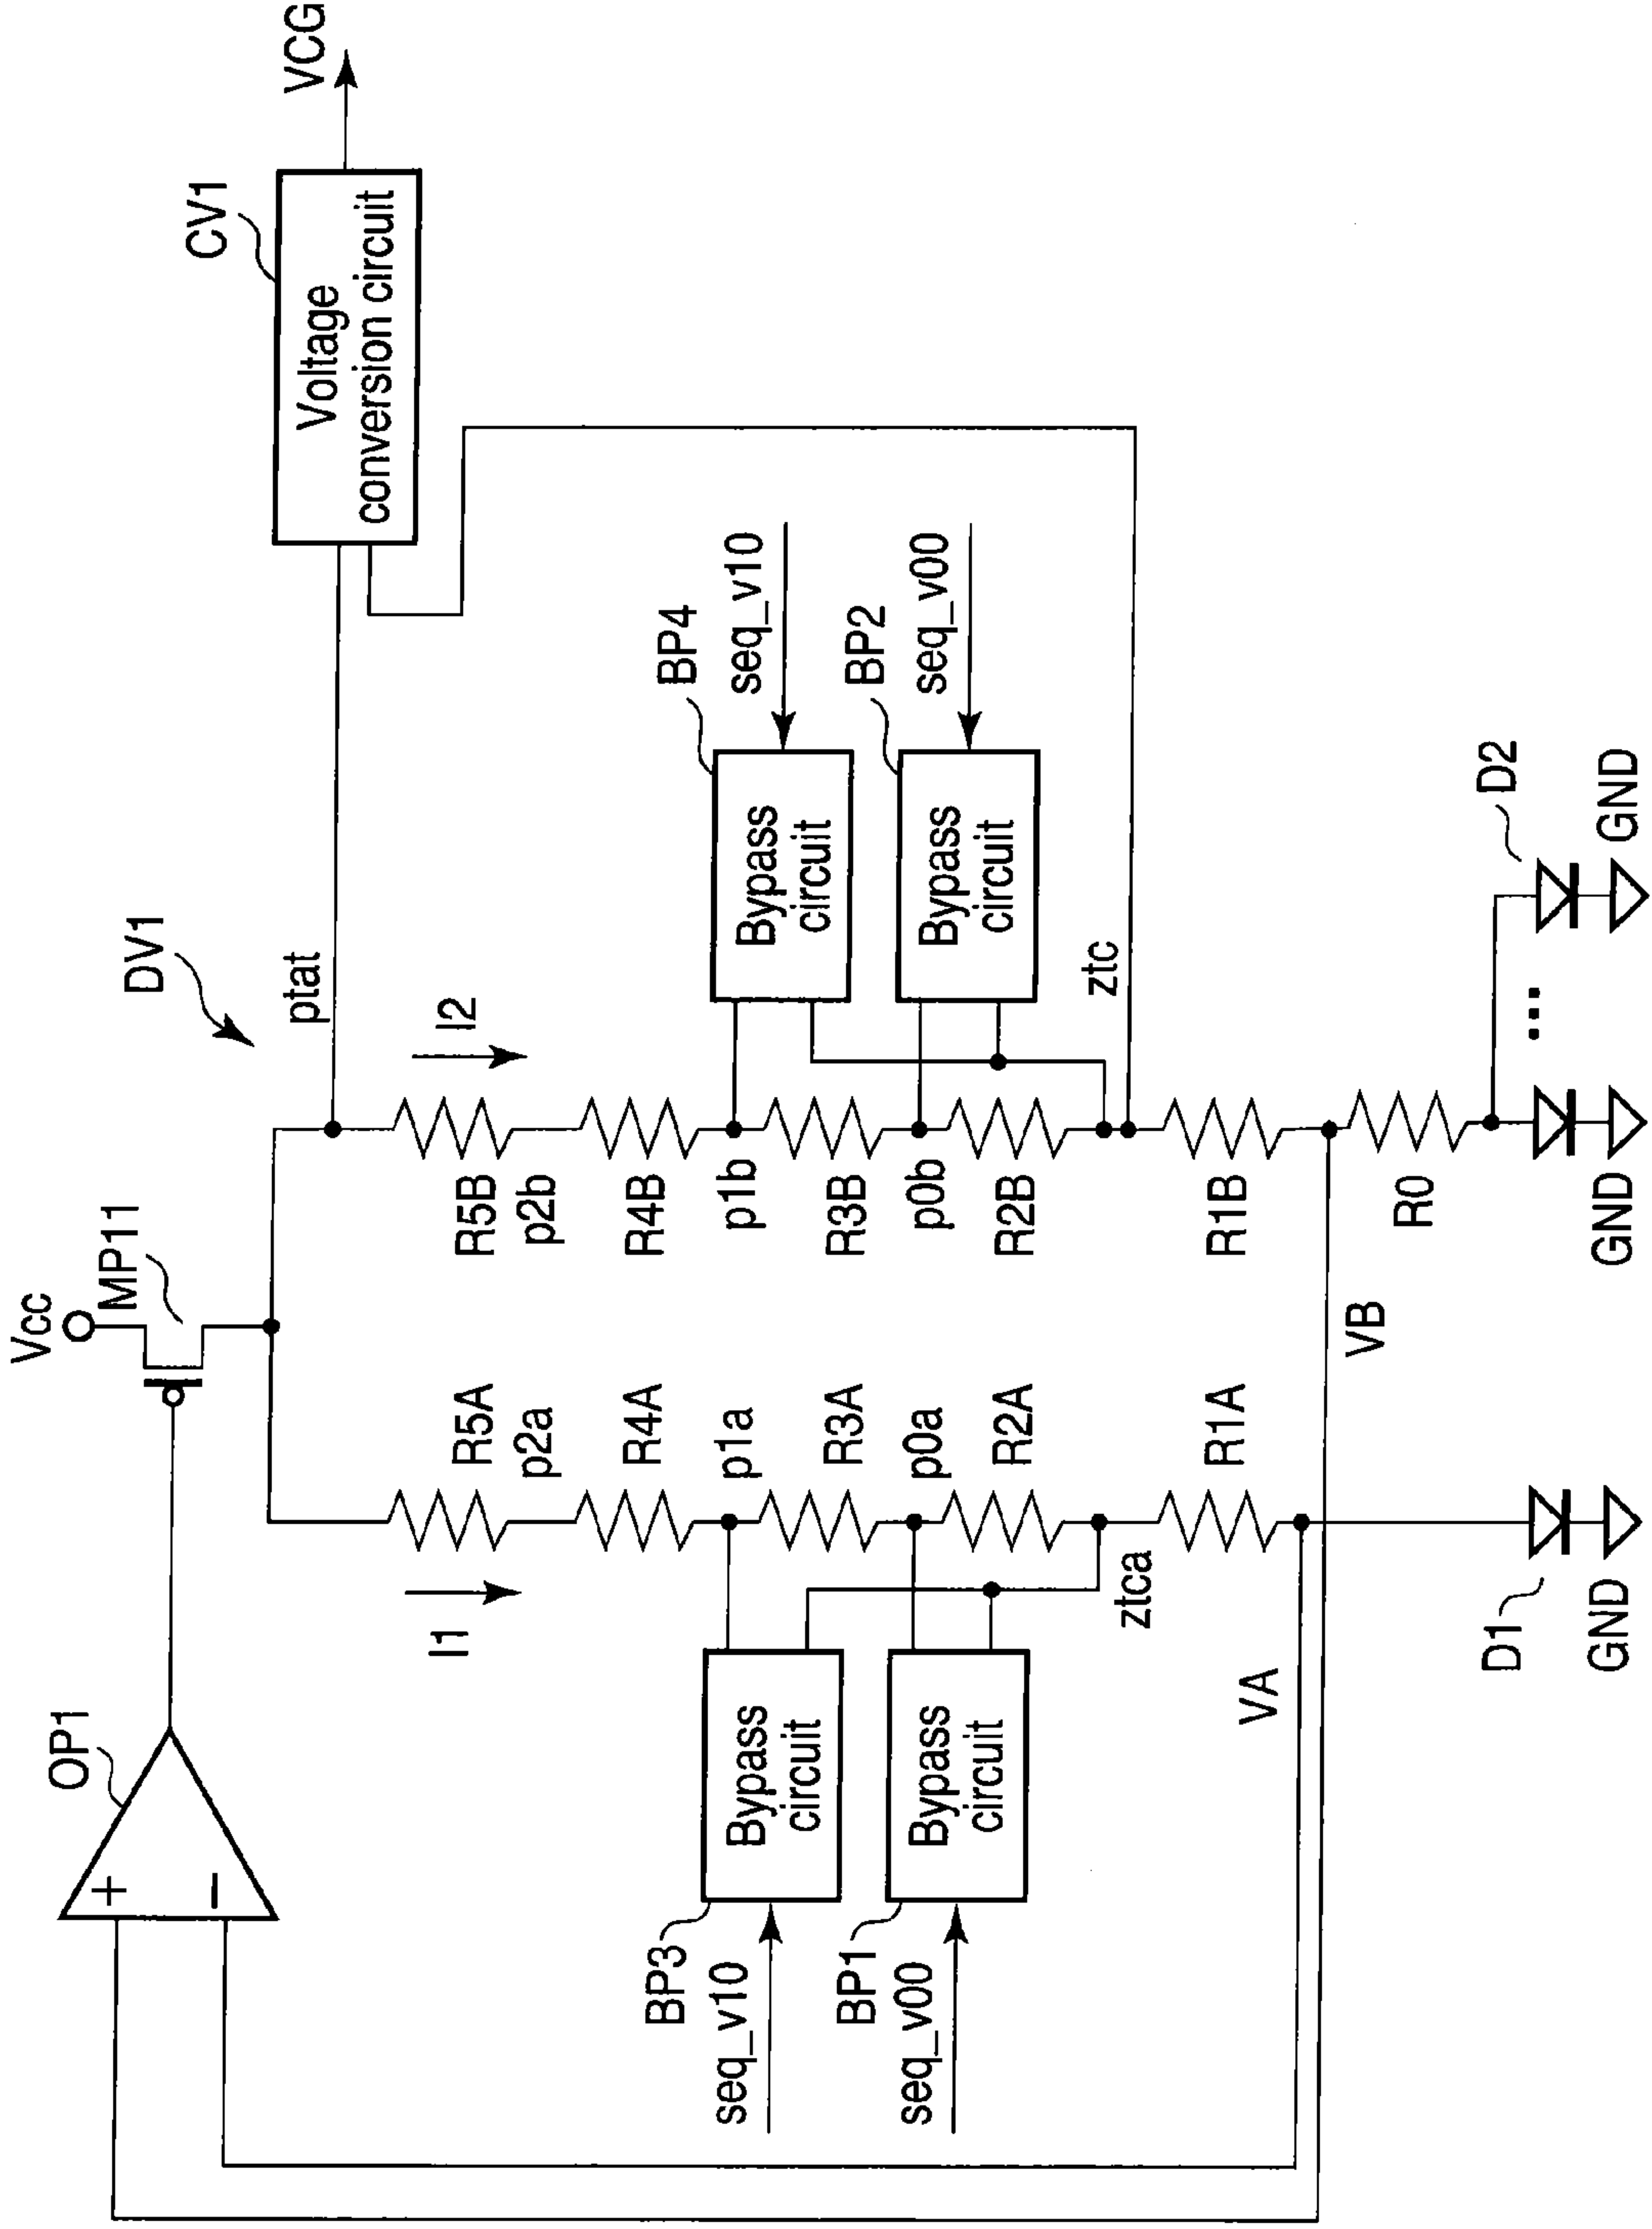 Vcc
MP11
OP1
+
−
DV1
ptat
CV1
Voltage
conversion circuit
VCG
I1
I2
R5A
p2a
R4A
p1a
R3A
p0a
R2A
R1A
R5B
p2b
R4B
p1b
R3B
p0b
R2B
R1B
R0
BP3
seq_v10
Bypass
circuit
BP1
seq_v00
Bypass
circuit
BP4
seq_v10
Bypass
circuit
BP2
seq_v00
Bypass
circuit
ztca
ztc
VA
VB
D1
GND
GND
D2
...
GND